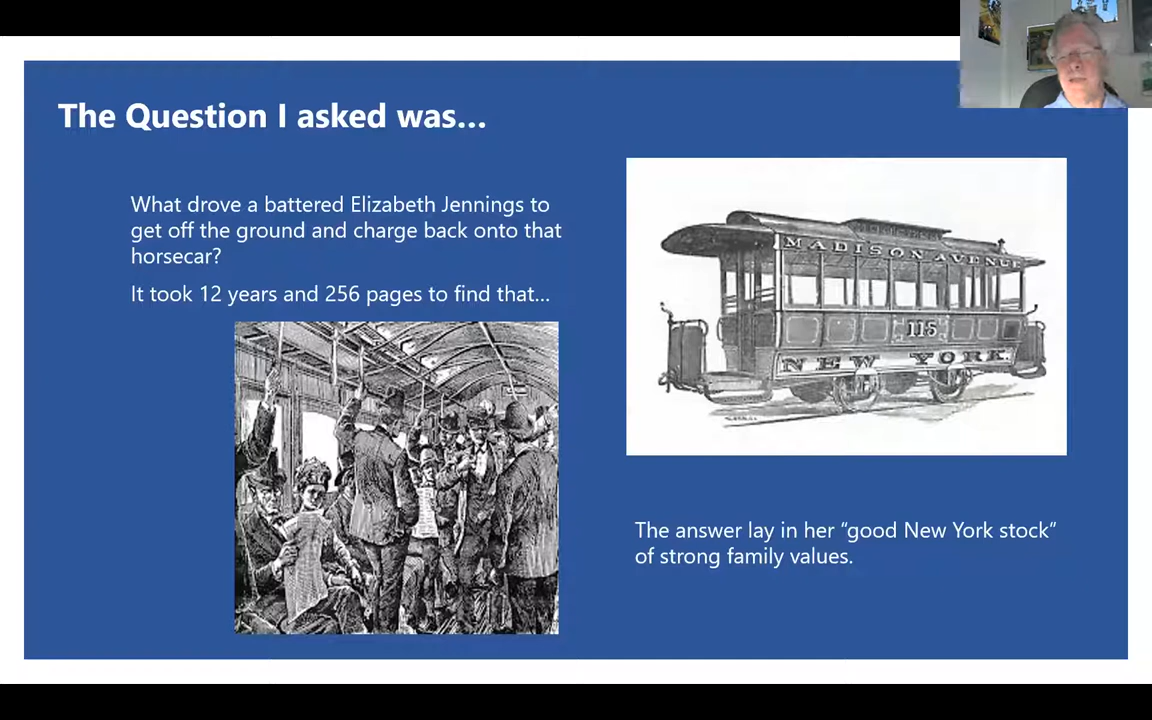 The Question I asked was...
What drove a battered Elizabeth Jennings to
get off the ground and charge back onto that
horsecar?
It took 12 years and 256 pages to find that...
MADISON AVENUE
115
NEW YORK
The answer lay in her “good New York stock”
of strong family values.